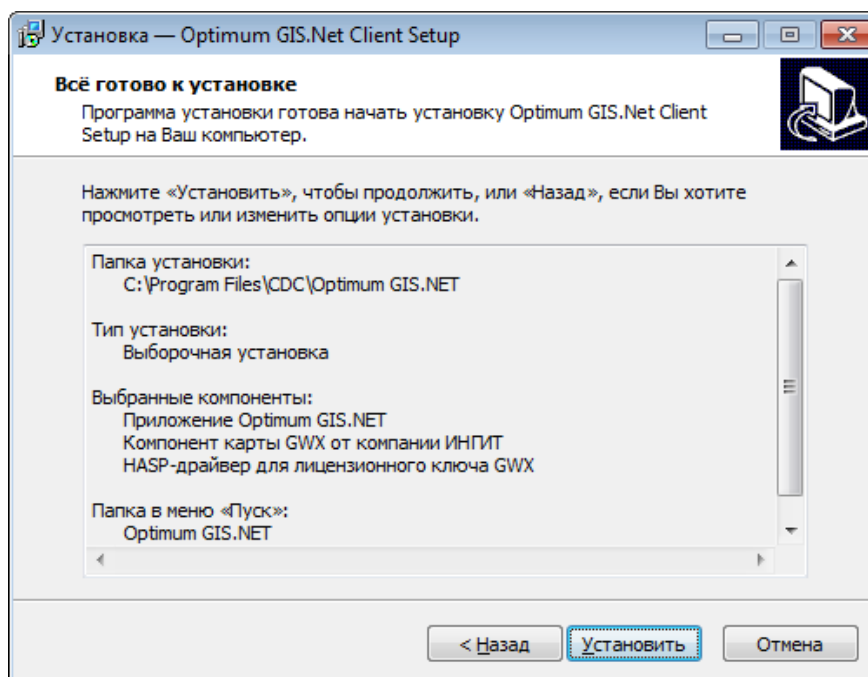 Установка — Optimum GIS.Net Client Setup
Всё готово к установке
Программа установки готова начать установку Optimum GIS.Net Client
Setup на Ваш компьютер.
Нажмите «Установить», чтобы продолжить, или «Назад», если Вы хотите
просмотреть или изменить опции установки.
Папка установки:
C:\Program Files\CDC\Optimum GIS.NET
Тип установки:
Выборочная установка
Выбранные компоненты:
Приложение Optimum GIS.NET
Компонент карты GWX от компании ИНГИТ
HASP-драйвер для лицензионного ключа GWX
Папка в меню «Пуск»:
Optimum GIS.NET
< Назад Установить Отмена